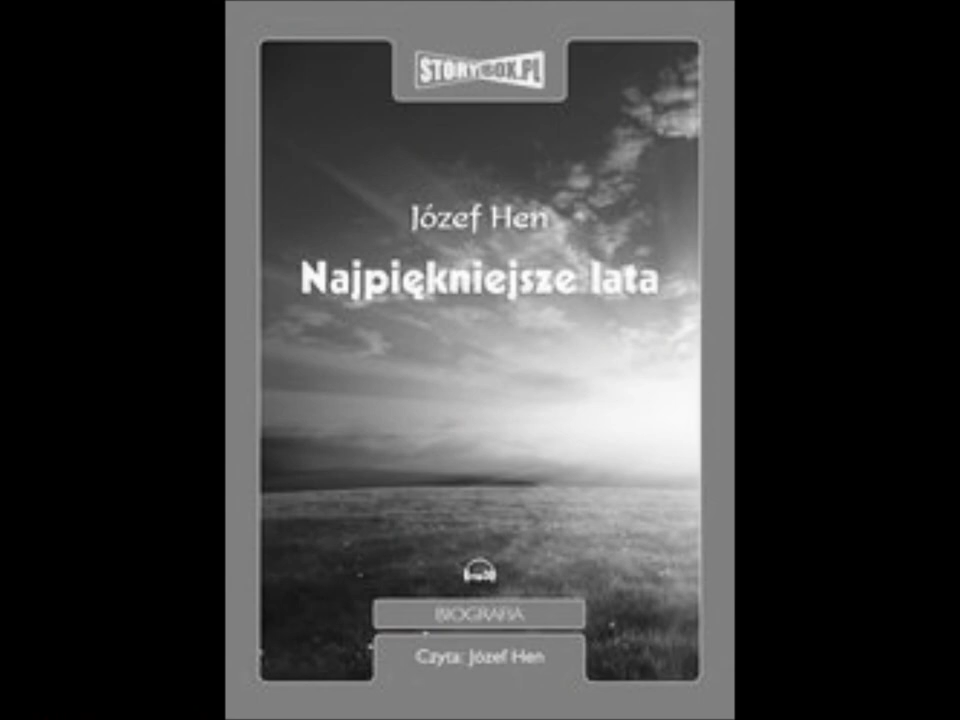 STORYBOX.PL
Józef Hen
Najpiękniejsze lata
BIOGRAFIA
Czyta: Józef Hen